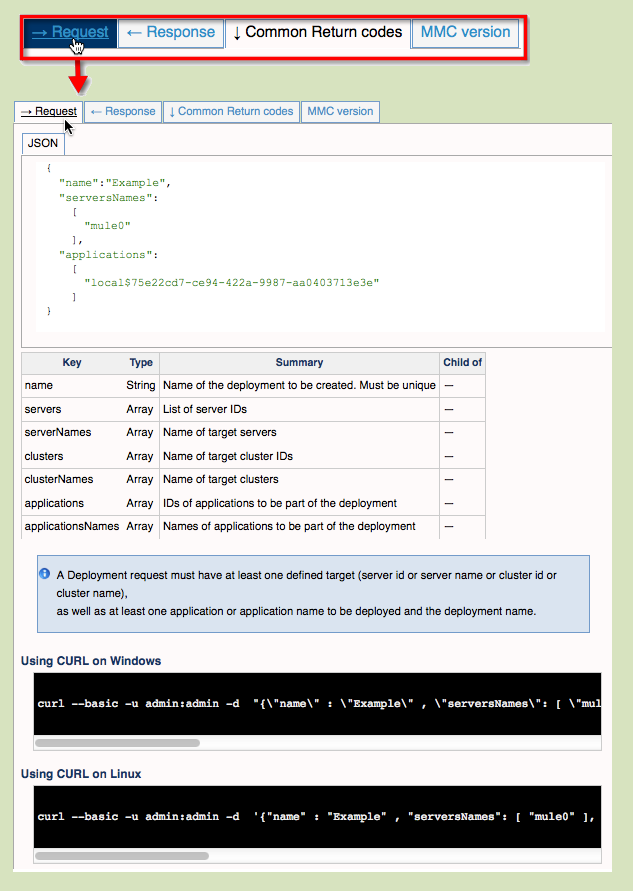 → Request ← Response ↓ Common Return codes MMC version
→ Request ← Response ↓ Common Return codes MMC version
JSON
{
"name":"Example",
"serversNames":
[
"mule0"
],
"applications":
[
"local$75e22cd7-ce94-422a-9987-aa0403713e3e"
]
}
Key Type Summary Child of
name String Name of the deployment to be created. Must be unique ---
servers Array List of server IDs ---
serverNames Array Name of target servers ---
clusters Array Name of target cluster IDs ---
clusterNames Array Name of target clusters ---
applications Array IDs of applications to be part of the deployment ---
applicationsNames Array Names of applications to be part of the deployment ---
A Deployment request must have at least one defined target (server id or server name or cluster id or
cluster name),
as well as at least one application or application name to be deployed and the deployment name.
Using CURL on Windows
curl --basic -u admin:admin -d "{\"name\" : \"Example\" , \"serversNames\": [ \"mul
Using CURL on Linux
curl --basic -u admin:admin -d '{"name" : "Example" , "serversNames": [ "mule0" ],